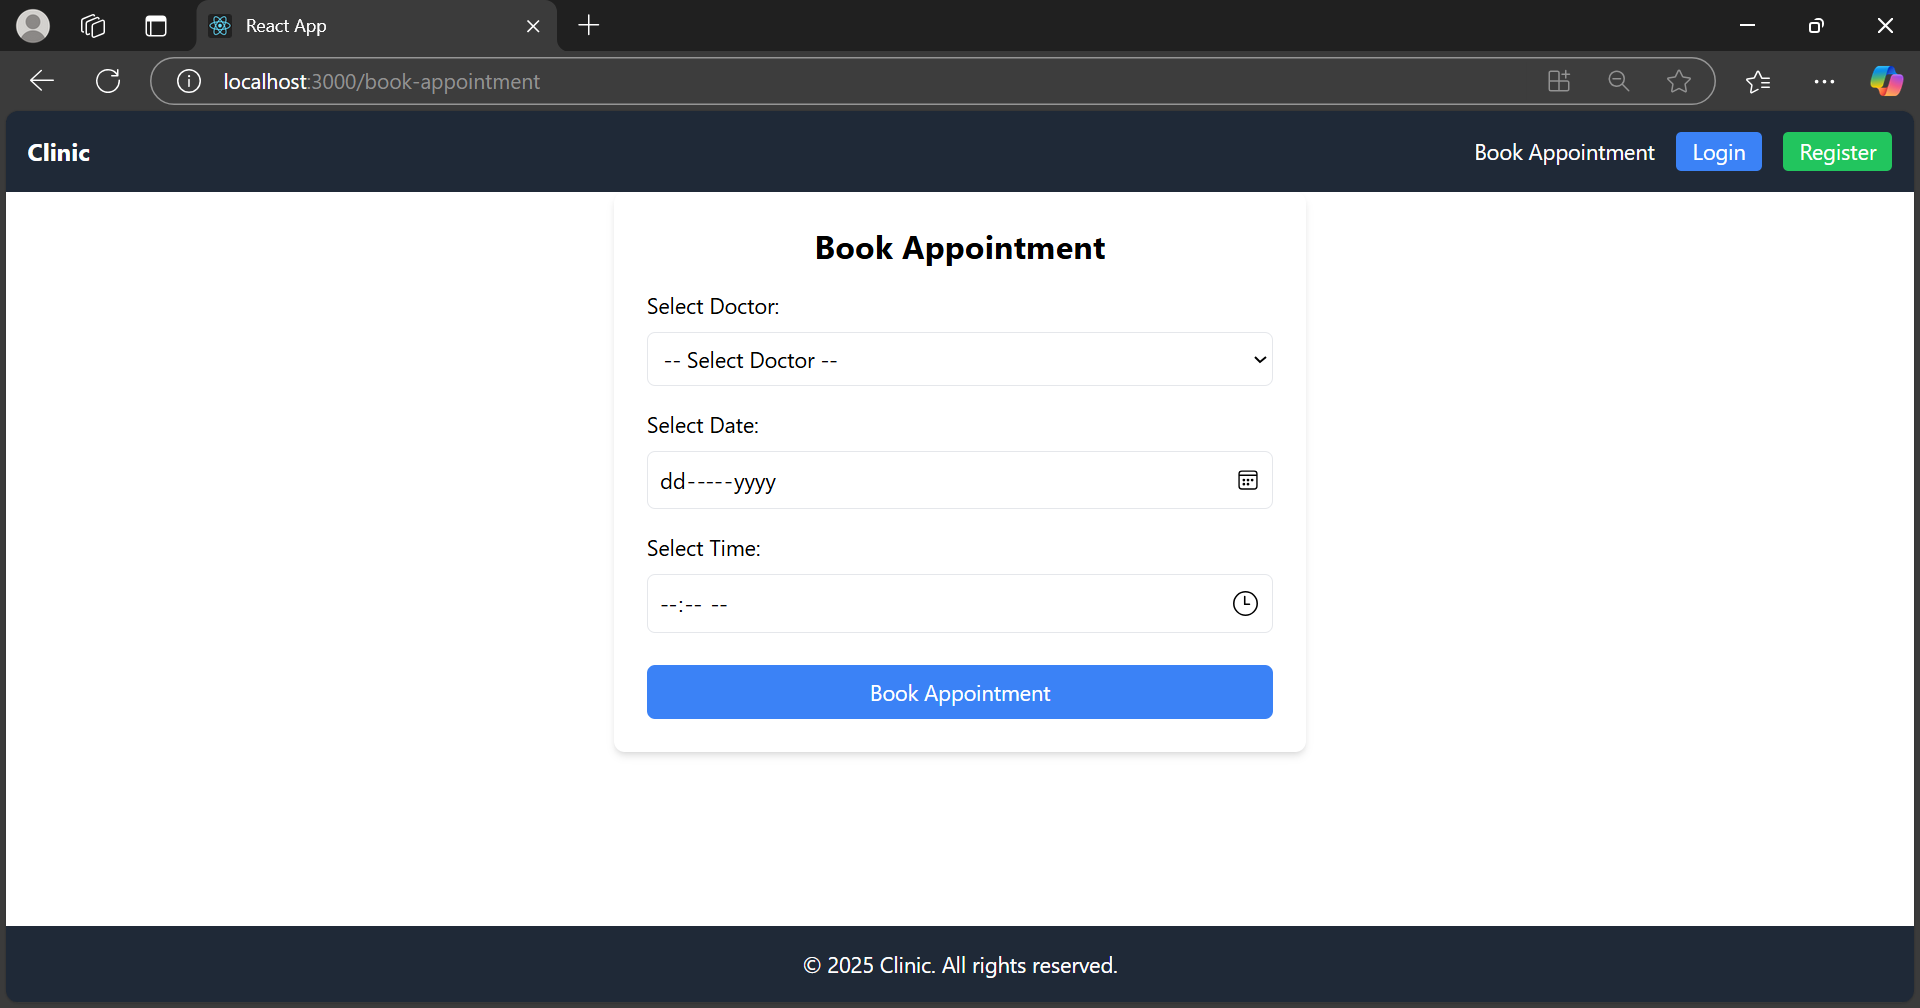 React App
localhost:3000/book-appointment
Clinic
Book Appointment Login Register
Book Appointment
Select Doctor:
-- Select Doctor --
Select Date:
dd-----yyyy
Select Time:
--:-- --
Book Appointment
© 2025 Clinic. All rights reserved.